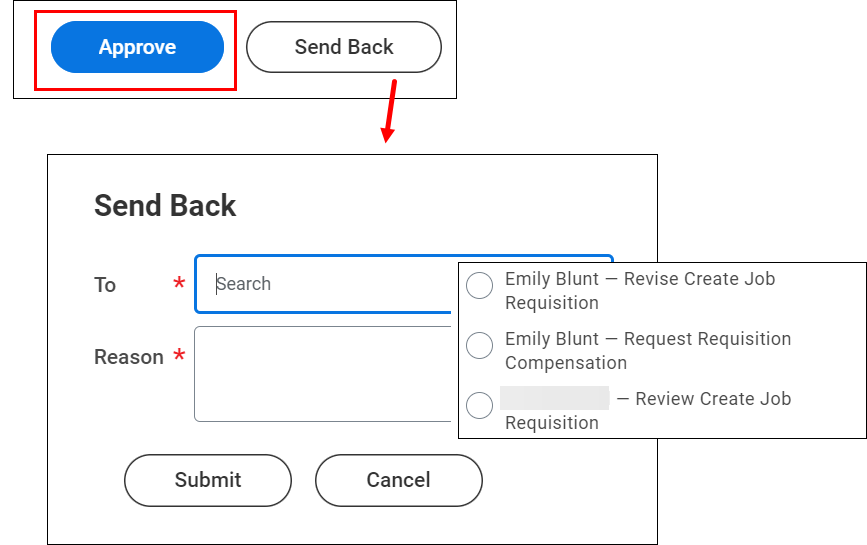 Approve
Send Back
Send Back
To *
Search
Emily Blunt — Revise Create Job
Requisition
Emily Blunt — Request Requisition
Compensation
— Review Create Job
Requisition
Reason *
Submit
Cancel